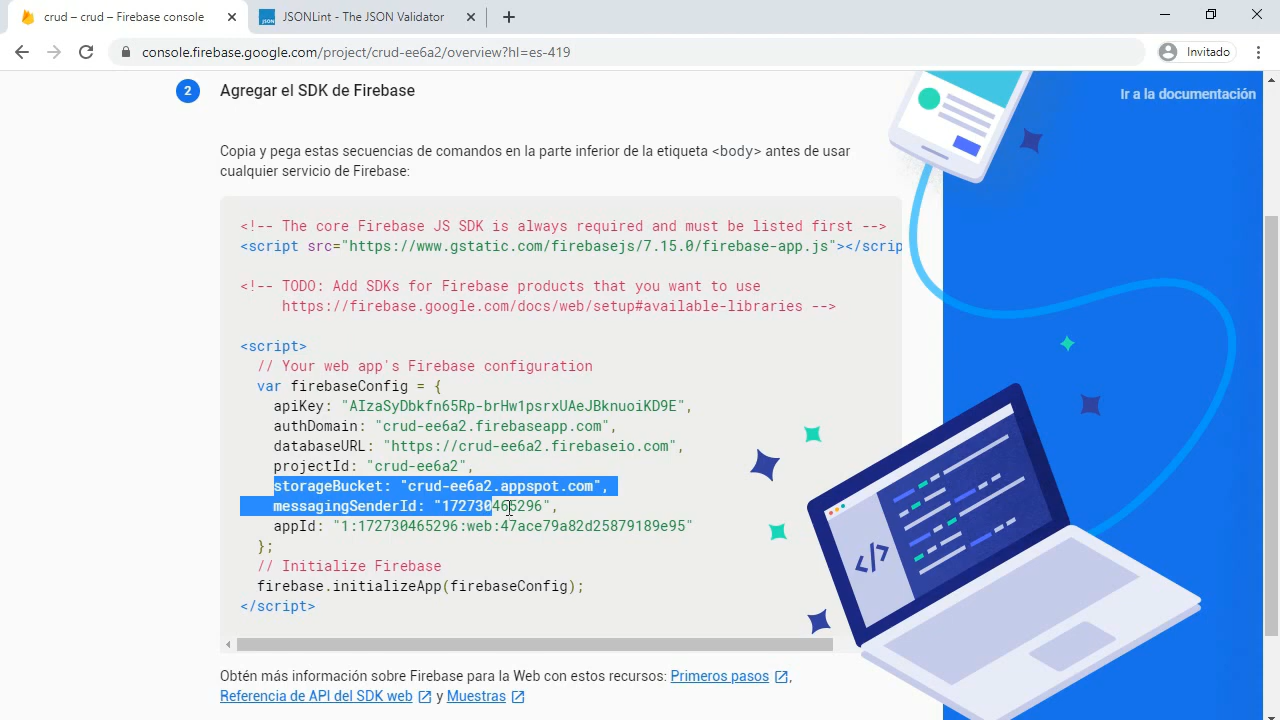 crud – crud – Firebase console
JSONLint - The JSON Validator
console.firebase.google.com/project/crud-ee6a2/overview?hl=es-419
Invitado
2 Agregar el SDK de Firebase
Ir a la documentación
Copia y pega estas secuencias de comandos en la parte inferior de la etiqueta <body> antes de usar
cualquier servicio de Firebase:
<!-- The core Firebase JS SDK is always required and must be listed first -->
<script src="https://www.gstatic.com/firebasejs/7.15.0/firebase-app.js"></scrip
<!-- TODO: Add SDKs for Firebase products that you want to use
https://firebase.google.com/docs/web/setup#available-libraries -->
<script>
// Your web app's Firebase configuration
var firebaseConfig = {
apiKey: "AIzaSyDbkfn65Rp-brHw1psrxUAeJBknuoiKD9E",
authDomain: "crud-ee6a2.firebaseapp.com",
databaseURL: "https://crud-ee6a2.firebaseio.com",
projectId: "crud-ee6a2",
storageBucket: "crud-ee6a2.appspot.com",
messagingSenderId: "172730465296",
appId: "1:172730465296:web:47ace79a82d25879189e95"
};
// Initialize Firebase
firebase.initializeApp(firebaseConfig);
</script>
Obtén más información sobre Firebase para la Web con estos recursos: Primeros pasos,
Referencia de API del SDK web y Muestras